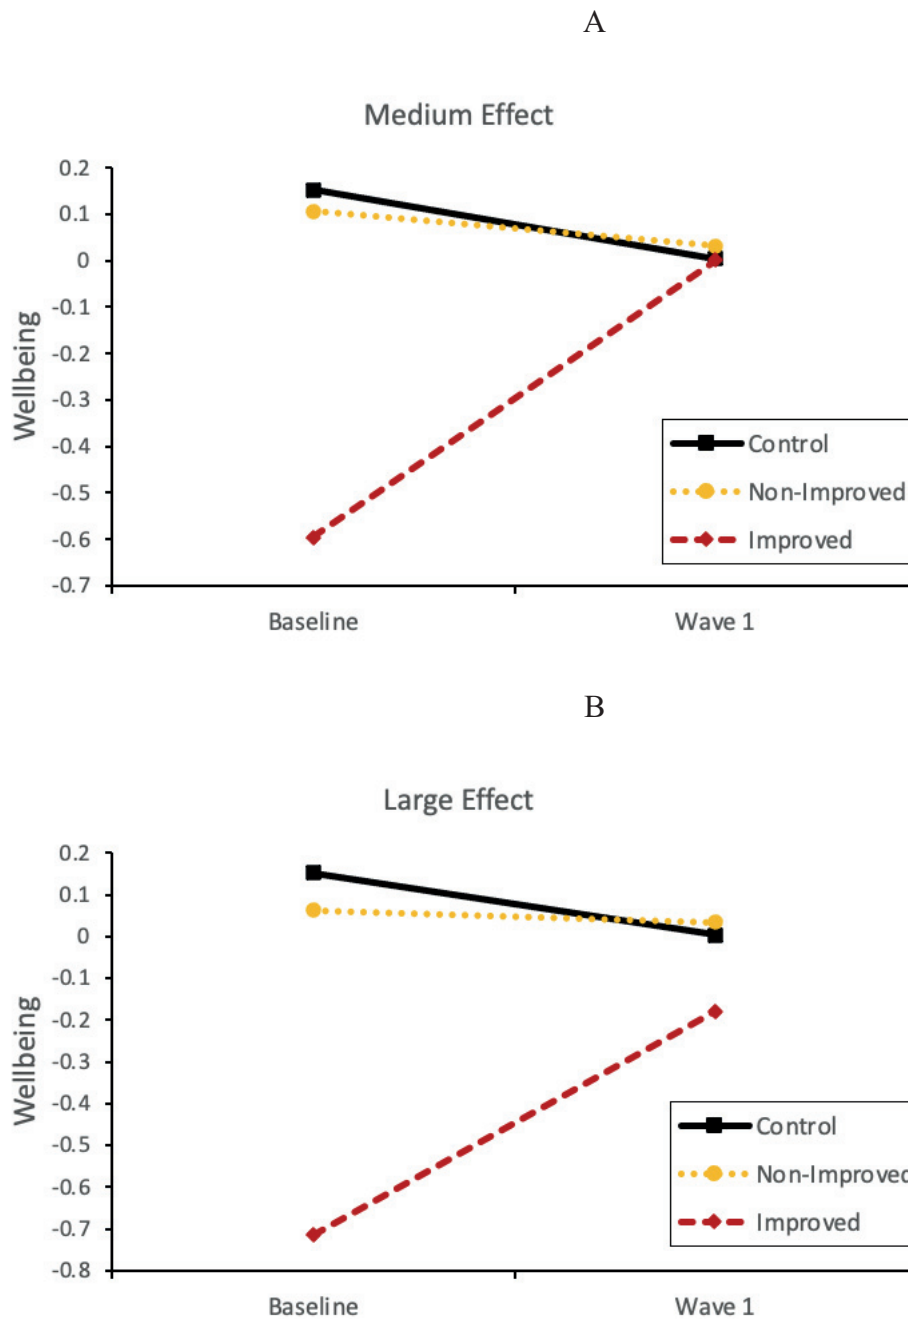 A
Medium Effect
0.2
0.1
0
-0.1
-0.2
-0.3
-0.4
-0.5
-0.6
-0.7
Wellbeing
Control
Non-Improved
Improved
Baseline Wave 1
B
Large Effect
0.2
0.1
0
-0.1
-0.2
-0.3
-0.4
-0.5
-0.6
-0.7
-0.8
Wellbeing
Control
Non-Improved
Improved
Baseline Wave 1